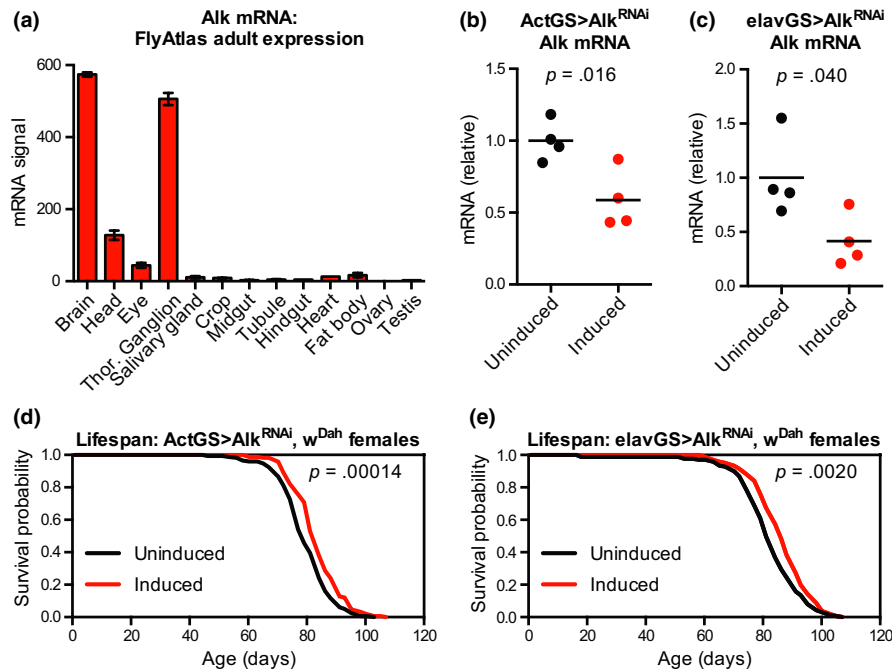 (a)
Alk mRNA:
FlyAtlas adult expression
mRNA signal
600
400
200
0
Brain
Head
Eye
Thor. Ganglion
Salivary gland
Crop
Midgut
Tubule
Hindgut
Heart
Fat body
Ovary
Testis
(b)
ActGS>Alk^RNAi
Alk mRNA
p = .016
mRNA (relative)
1.5
1.0
0.5
0.0
Uninduced
Induced
(c)
elavGS>Alk^RNAi
Alk mRNA
p = .040
mRNA (relative)
2.0
1.5
1.0
0.5
0.0
Uninduced
Induced
(d)
Lifespan: ActGS>Alk^RNAi, w^Dah females
p = .00014
Survival probability
1.0
0.8
0.6
0.4
0.2
0.0
Uninduced
Induced
0 20 40 60 80 100 120
Age (days)
(e)
Lifespan: elavGS>Alk^RNAi, w^Dah females
p = .0020
Survival probability
1.0
0.8
0.6
0.4
0.2
0.0
Uninduced
Induced
0 20 40 60 80 100 120
Age (days)